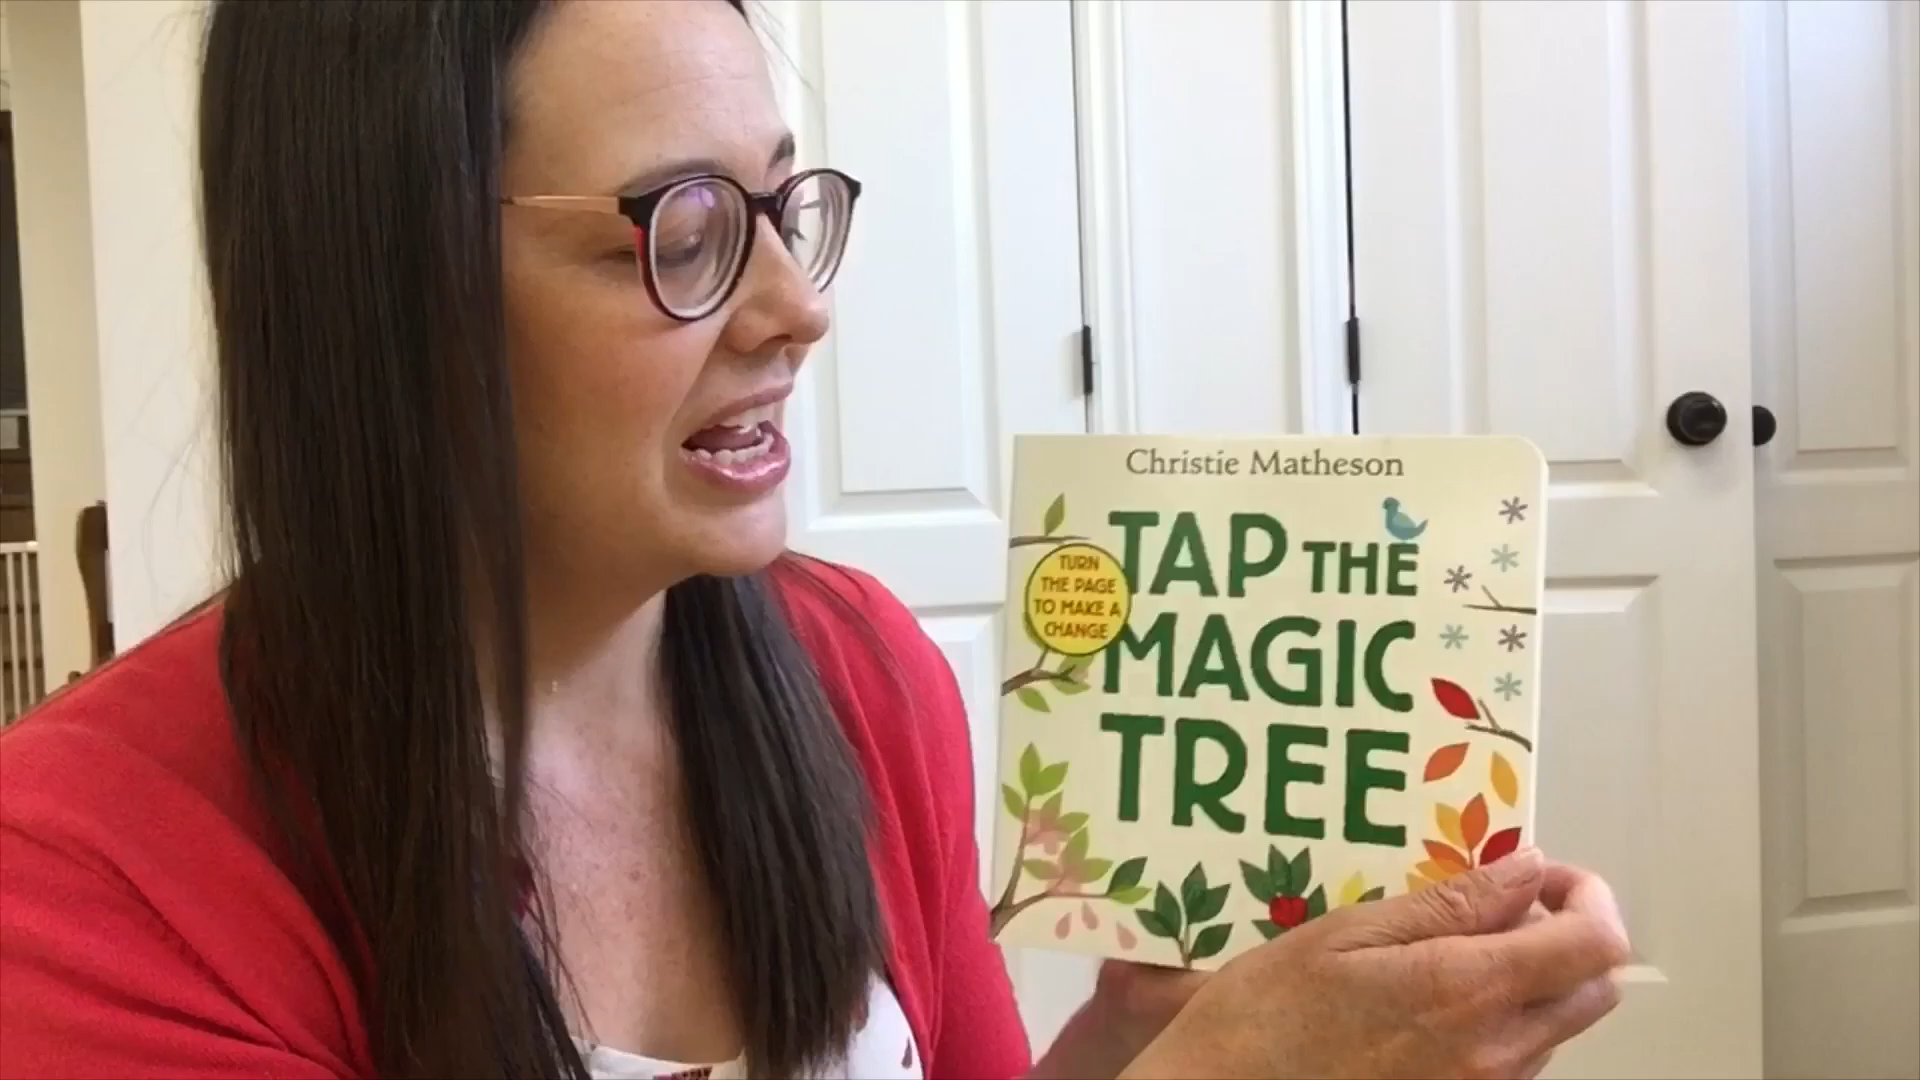 Christie Matheson
TAP THE
MAGIC
TREE
TURN
THE PAGE
TO MAKE A
CHANGE